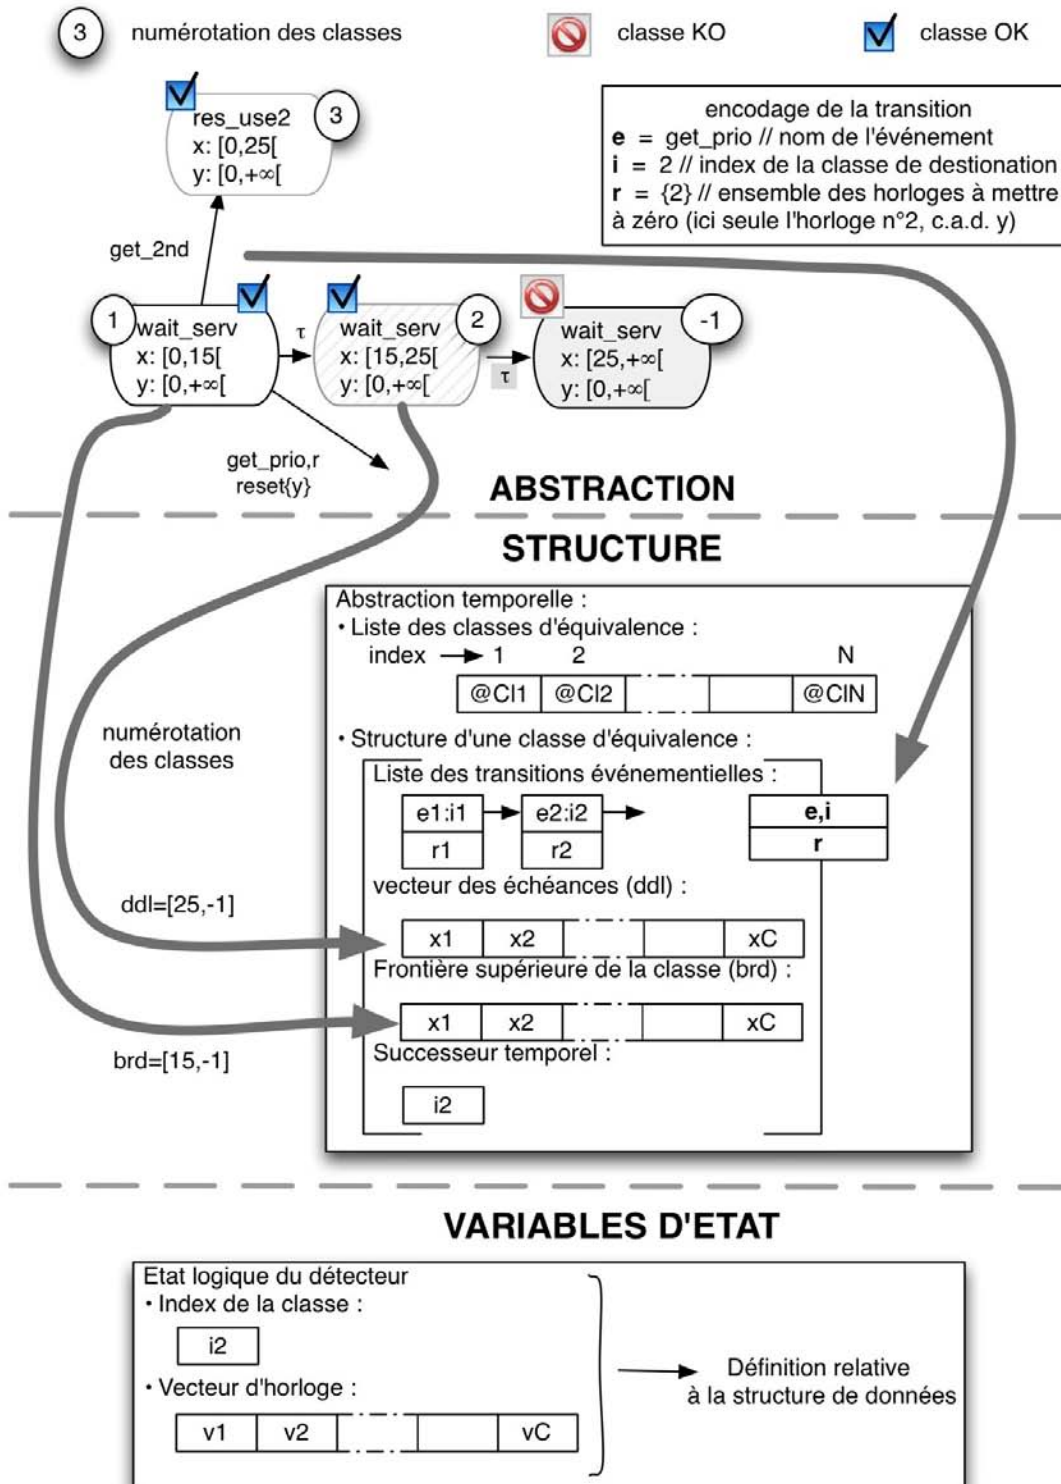 3 numérotation des classes
classe KO
classe OK
3
res_use2
x: [0,25[
y: [0,+∞[
encodage de la transition
e = get_prio // nom de l'événement
i = 2 // index de la classe de destionation
r = {2} // ensemble des horloges à mettre
à zéro (ici seule l'horloge n°2, c.a.d. y)
get_2nd
1
wait_serv
x: [0,15[
y: [0,+∞[
τ
2
wait_serv
x: [15,25[
y: [0,+∞[
τ
-1
wait_serv
x: [25,+∞[
y: [0,+∞[
get_prio,r
reset{y}
ABSTRACTION
STRUCTURE
Abstraction temporelle :
• Liste des classes d'équivalence :
index 1 2 N
@Cl1 @Cl2 @ClN
numérotation
des classes
• Structure d'une classe d'équivalence :
Liste des transitions événementielles :
e1:i1 e2:i2 e,i
r1 r2 r
vecteur des échéances (ddl) :
ddl=[25,-1]
x1 x2 xC
Frontière supérieure de la classe (brd) :
x1 x2 xC
brd=[15,-1]
Successeur temporel :
i2
VARIABLES D'ETAT
Etat logique du détecteur
• Index de la classe :
i2
• Vecteur d'horloge :
v1 v2 vC
Définition relative
à la structure de données